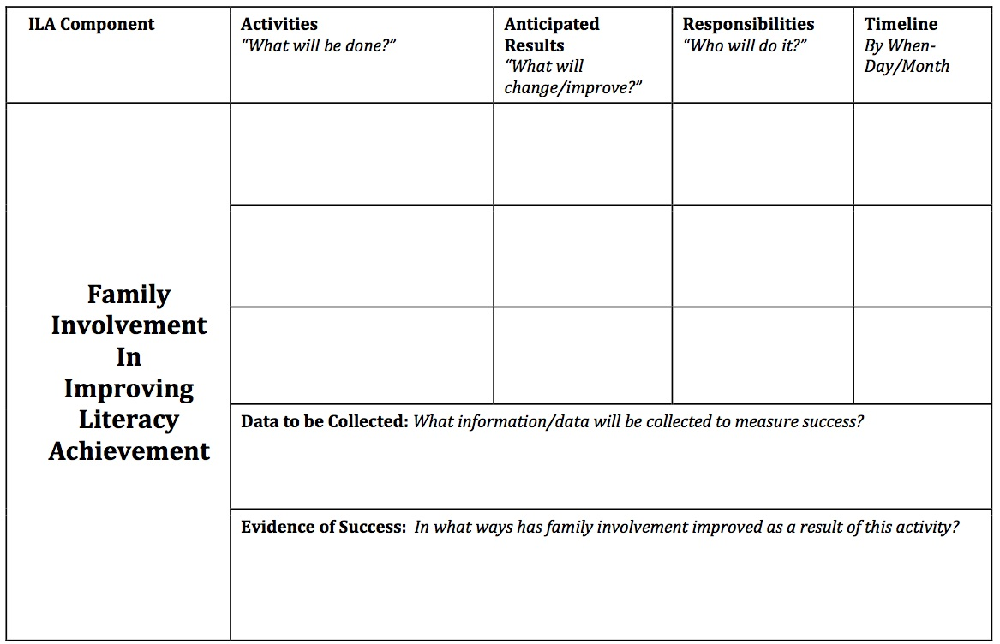 ILA Component
Activities
“What will be done?”
Anticipated
Results
“What will
change/improve?”
Responsibilities
“Who will do it?”
Timeline
By When-
Day/Month
Family
Involvement
In
Improving
Literacy
Achievement
Data to be Collected: What information/data will be collected to measure success?
Evidence of Success:  In what ways has family involvement improved as a result of this activity?